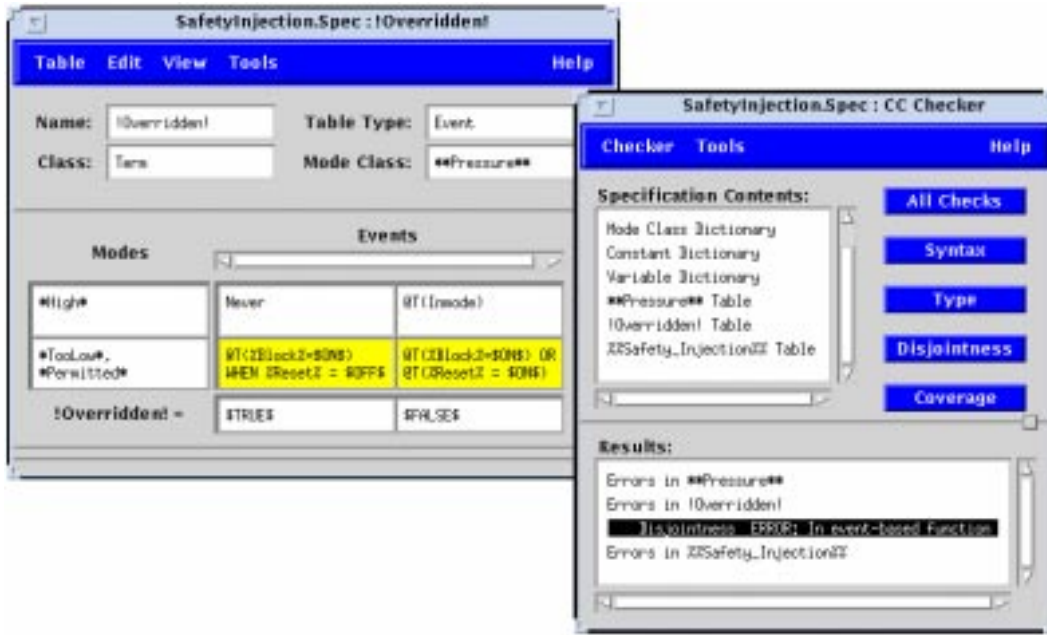 SafetyInjection.Spec : !Overridden!
Table Edit View Tools Help
Name: !Overridden! Table Type: Event
Class: Term Mode Class: **Pressure**
Modes
Events
*High*
Never
@T(Inmode)
*TooLow*,
*Permitted*
@T(%Block%=$ON$)
WHEN %Reset% = $OFF$
@T(%Block%=$ON$) OR
@T(%Reset% = $ON$)
!Overridden! =
$TRUE$
$FALSE$
SafetyInjection.Spec : CC Checker
Checker Tools Help
Specification Contents:
Mode Class Dictionary
Constant Dictionary
Variable Dictionary
**Pressure** Table
!Overridden! Table
%%Safety_Injection%% Table
All Checks
Syntax
Type
Disjointness
Coverage
Results:
Errors in **Pressure**
Errors in !Overridden!
Disjointness ERROR: In event-based function
Errors in %%Safety_Injection%%